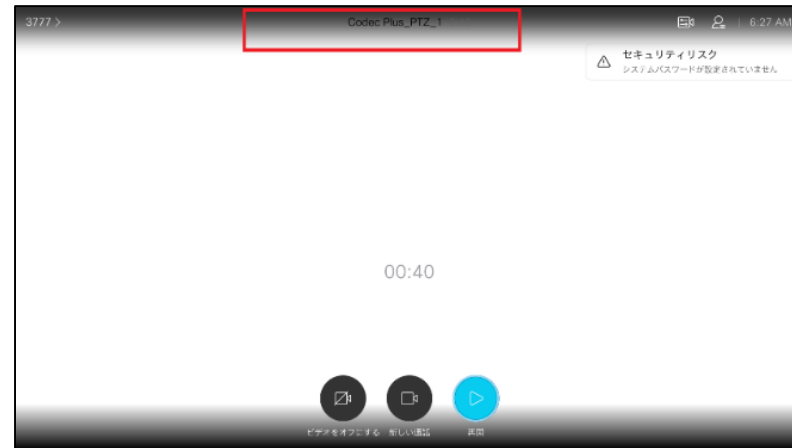 3777 >
Codec Plus_PTZ_1
6:27 AM
セキュリティリスク
システムパスワードが設定されていません
00:40
ビデオをオフにする
新しい通話
再開